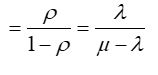 = ρ/(1 − ρ) = λ/(μ − λ)